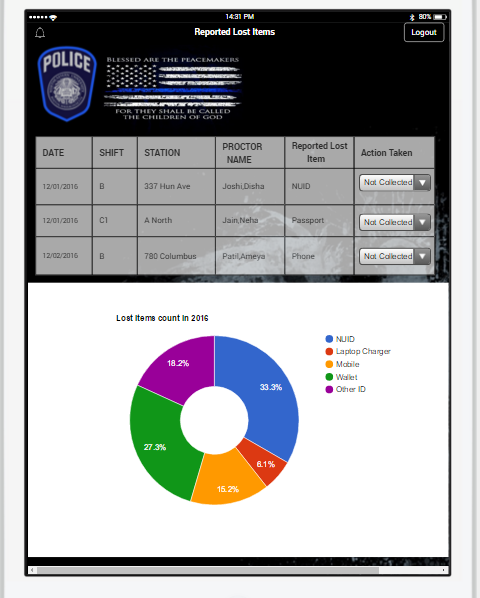 14:31 PM
80%
Reported Lost Items
Logout
POLICE
BLESSED ARE THE PEACEMAKERS
FOR THEY SHALL BE CALLED
THE CHILDREN OF GOD
DATE SHIFT STATION PROCTOR NAME Reported Lost Item Action Taken
12/01/2016 B 337 Hun Ave Joshi,Disha NUID Not Collected
12/01/2016 C1 A North Jain,Neha Passport Not Collected
12/02/2016 B 780 Columbus Patil,Ameya Phone Not Collected
Lost Items count in 2016
NUID
Laptop Charger
Mobile
Wallet
Other ID
18.2%
33.3%
27.3%
6.1%
15.2%